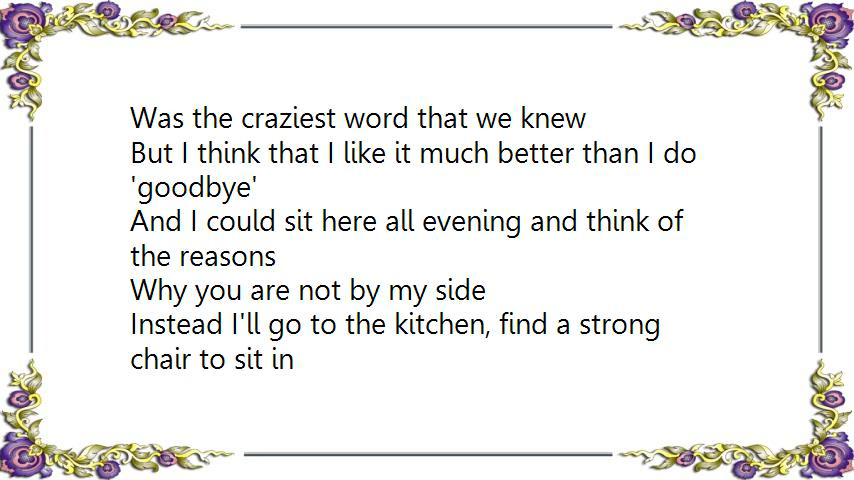 Was the craziest word that we knew
But I think that I like it much better than I do
'goodbye'
And I could sit here all evening and think of
the reasons
Why you are not by my side
Instead I'll go to the kitchen, find a strong
chair to sit in